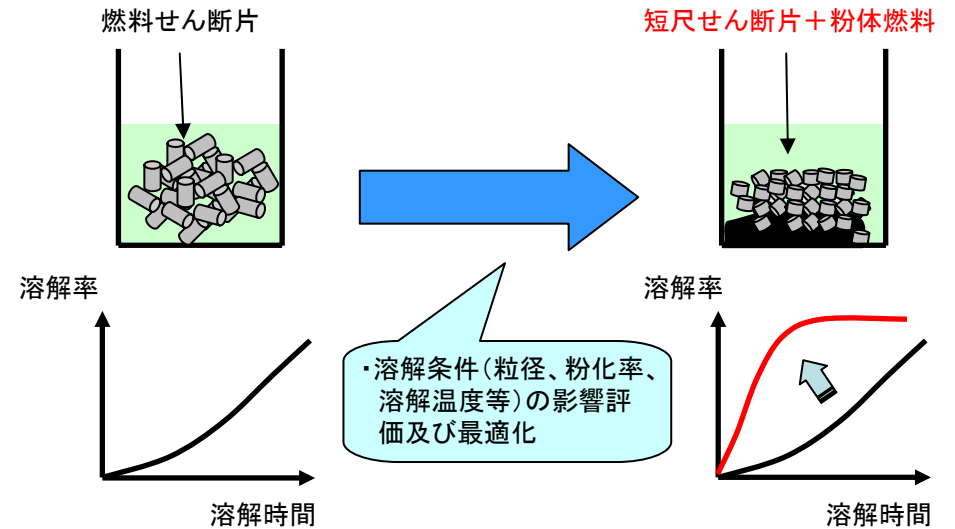 燃料せん断片
短尺せん断片＋粉体燃料
溶解率
溶解率
・溶解条件（粒径、粉化率、
溶解温度等）の影響評
価及び最適化
溶解時間
溶解時間